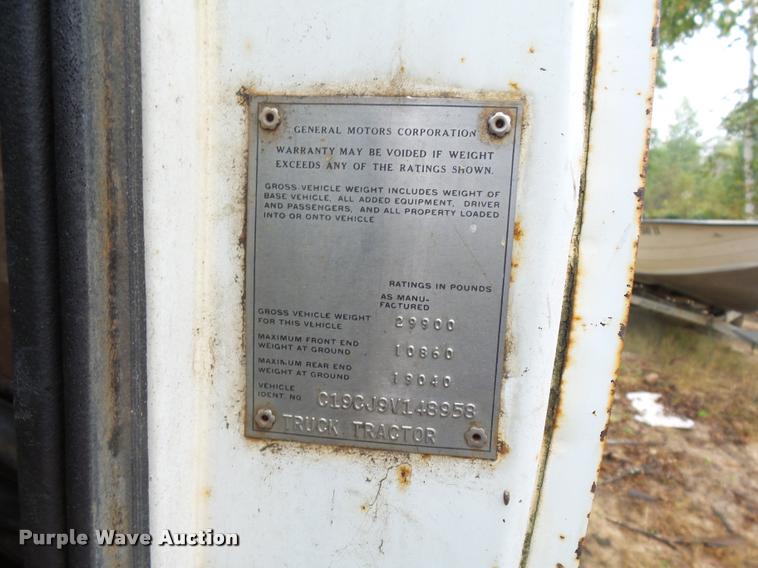 GENERAL MOTORS CORPORATION
WARRANTY MAY BE VOIDED IF WEIGHT
EXCEEDS ANY OF THE RATINGS SHOWN.
GROSS VEHICLE WEIGHT INCLUDES WEIGHT OF
BASE VEHICLE, ALL ADDED EQUIPMENT, DRIVER
AND PASSENGERS, AND ALL PROPERTY LOADED
INTO OR ONTO VEHICLE
RATINGS IN POUNDS
AS MANU-
FACTURED
GROSS VEHICLE WEIGHT
FOR THIS VEHICLE 29900
MAXIMUM FRONT END
WEIGHT AT GROUND 10860
MAXIMUM REAR END
WEIGHT AT GROUND 19040
VEHICLE
IDENT. NO. C19CJ9V148958
TRUCK TRACTOR
Purple Wave Auction